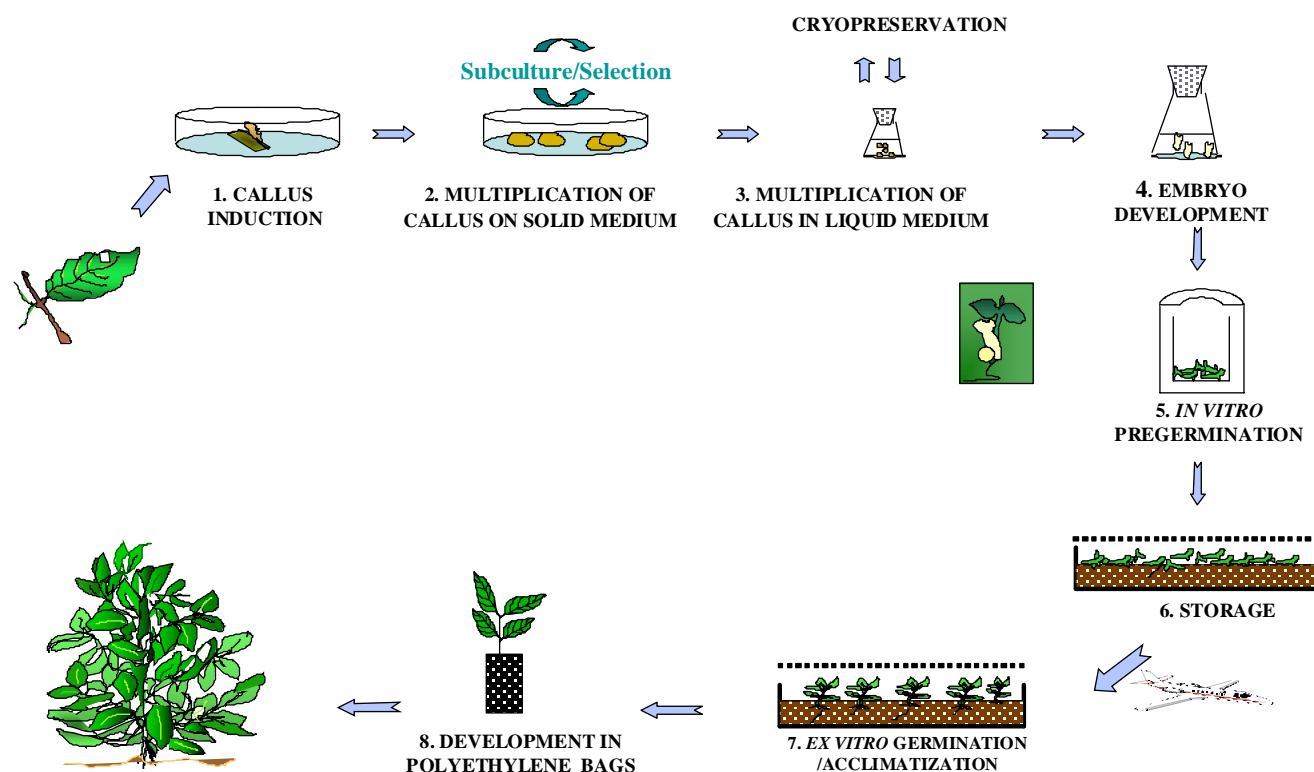 CRYOPRESERVATION
Subculture/Selection
1. CALLUS
INDUCTION
2. MULTIPLICATION OF
CALLUS ON SOLID MEDIUM
3. MULTIPLICATION OF
CALLUS IN LIQUID MEDIUM
4. EMBRYO
DEVELOPMENT
5. IN VITRO
PREGERMINATION
6. STORAGE
7. EX VITRO GERMINATION
/ACCLIMATIZATION
8. DEVELOPMENT IN
POLYETHYLENE BAGS